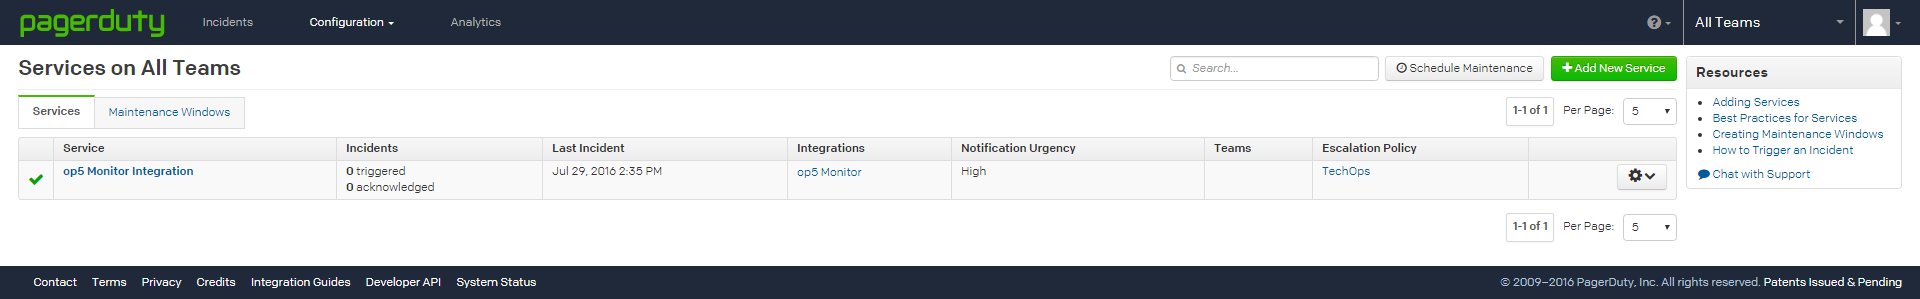 pagerduty Incidents Configuration Analytics ? All Teams
Services on All Teams Search... Schedule Maintenance Add New Service
Services Maintenance Windows 1-1 of 1 Per Page: 5
Service Incidents Last Incident Integrations Notification Urgency Teams Escalation Policy
op5 Monitor Integration 0 triggered Jul 29, 2016 2:35 PM op5 Monitor High TechOps
0 acknowledged
1-1 of 1 Per Page: 5
Resources
Adding Services
Best Practices for Services
Creating Maintenance Windows
How to Trigger an Incident
Chat with Support
Contact Terms Privacy Credits Integration Guides Developer API System Status © 2009–2016 PagerDuty, Inc. All rights reserved. Patents Issued & Pending